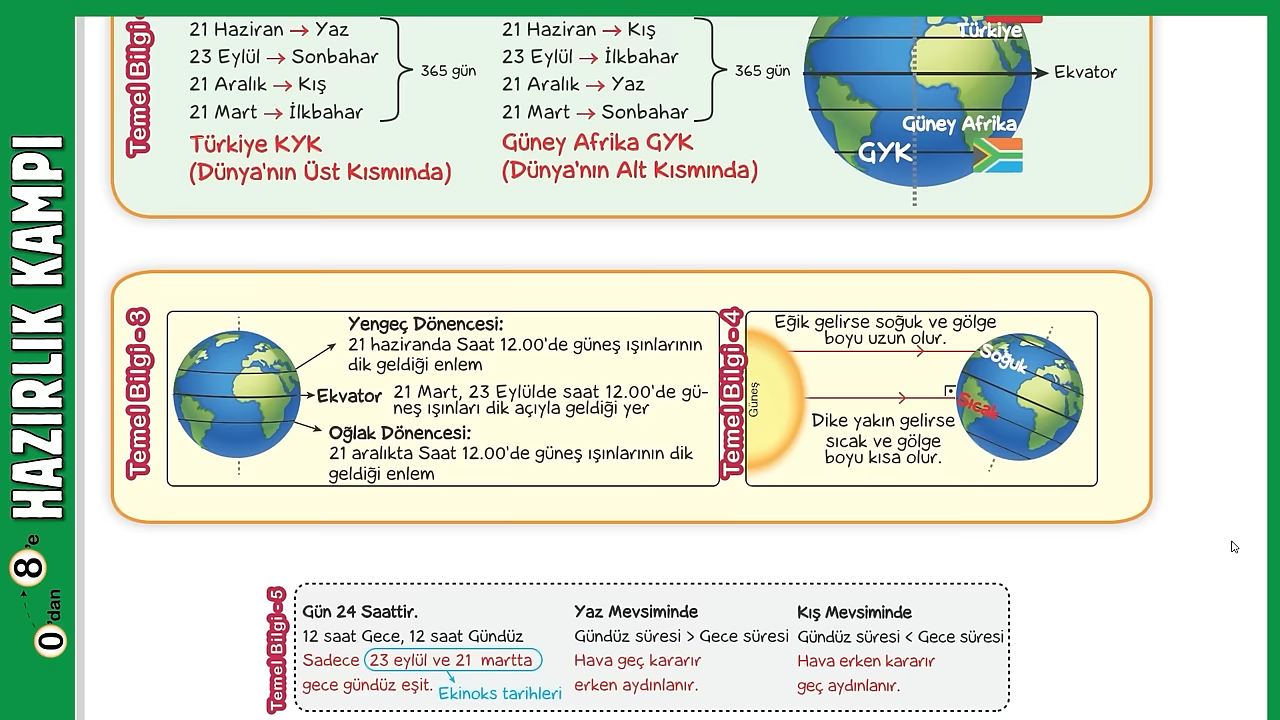 0'dan 8'e HAZIRLIK KAMPI
Temel Bilgi
21 Haziran → Yaz
23 Eylül → Sonbahar
21 Aralık → Kış
21 Mart → İlkbahar
365 gün
Türkiye KYK
(Dünya'nın Üst Kısmında)
21 Haziran → Kış
23 Eylül → İlkbahar
21 Aralık → Yaz
21 Mart → Sonbahar
365 gün
Güney Afrika GYK
(Dünya'nın Alt Kısmında)
Türkiye
Ekvator
Güney Afrika
GYK
Temel Bilgi - 3
Yengeç Dönencesi:
21 haziranda Saat 12.00'de güneş ışınlarının
dik geldiği enlem
Ekvator 21 Mart, 23 Eylülde saat 12.00'de gü-
neş ışınları dik açıyla geldiği yer
Oğlak Dönencesi:
21 aralıkta Saat 12.00'de güneş ışınlarının dik
geldiği enlem
Temel Bilgi - 4
Eğik gelirse soğuk ve gölge
boyu uzun olur.
Güneş
Soğuk
Sıcak
Dike yakın gelirse
sıcak ve gölge
boyu kısa olur.
Temel Bilgi - 5
Gün 24 Saattir.
12 saat Gece, 12 saat Gündüz
Sadece 23 eylül ve 21 martta
gece gündüz eşit.
Ekinoks tarihleri
Yaz Mevsiminde
Gündüz süresi > Gece süresi
Hava geç kararır
erken aydınlanır.
Kış Mevsiminde
Gündüz süresi < Gece süresi
Hava erken kararır
geç aydınlanır.